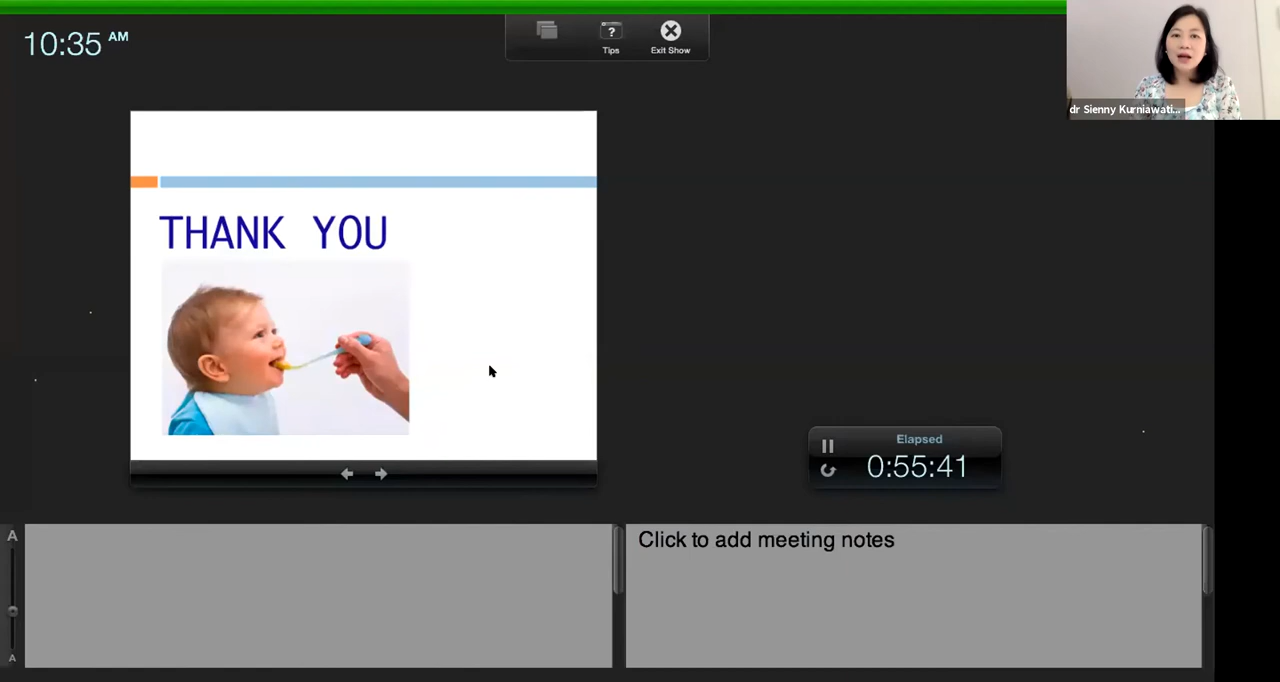 10:35 AM
Tips
Exit Show
dr Sienny Kurniawati...
THANK YOU
Elapsed
0:55:41
A
A
Click to add meeting notes